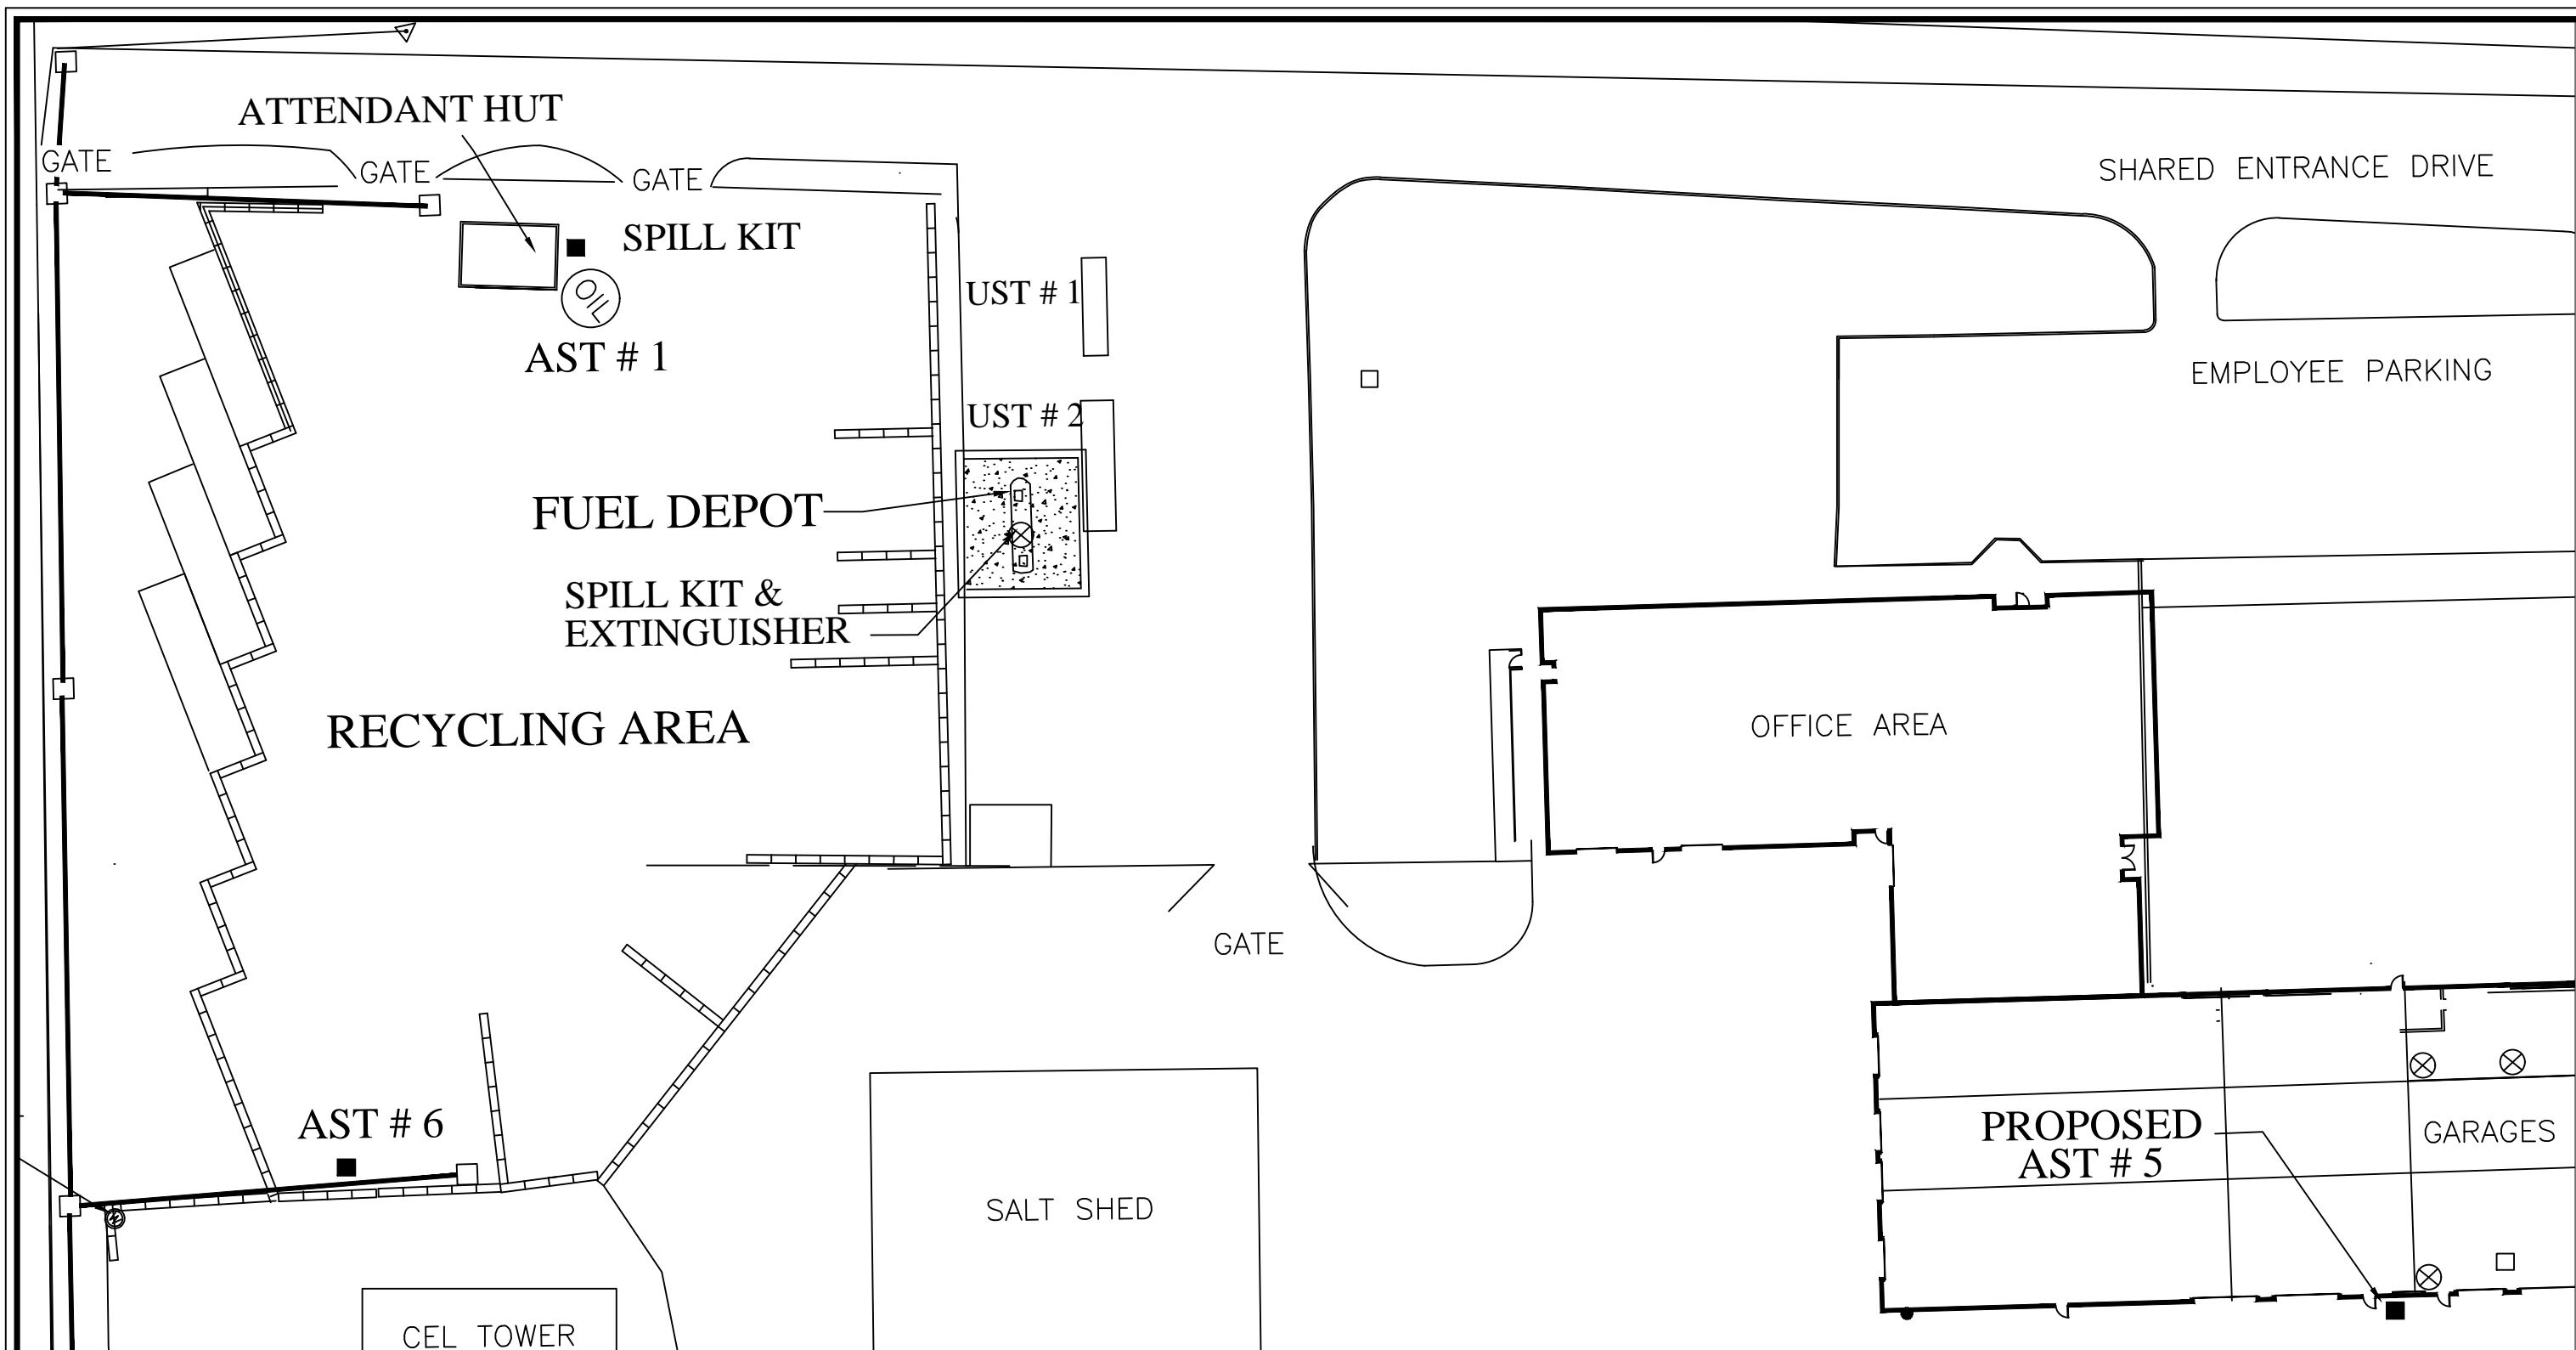 ATTENDANT HUT
GATE
GATE
GATE
SHARED ENTRANCE DRIVE
SPILL KIT
OIL
UST # 1
AST # 1
EMPLOYEE PARKING
UST # 2
FUEL DEPOT
SPILL KIT &
EXTINGUISHER
RECYCLING AREA
OFFICE AREA
GATE
AST # 6
PROPOSED
AST # 5
GARAGES
SALT SHED
CEL TOWER